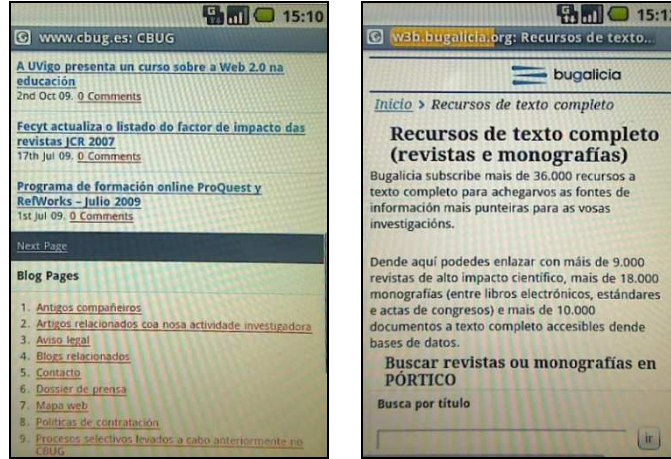 15:10
www.cbug.es: CBUG
A UVigo presenta un curso sobre a Web 2.0 na
educación
2nd Oct 09. 0 Comments
Fecyt actualiza o listado do factor de impacto das
revistas JCR 2007
17th Jul 09. 0 Comments
Programa de formación online ProQuest y
RefWorks – Julio 2009
1st Jul 09. 0 Comments
Next Page
Blog Pages
1. Antigos compañeiros
2. Artigos relacionados coa nosa actividade investigadora
3. Aviso legal
4. Blogs relacionados
5. Contacto
6. Dossier de prensa
7. Mapa web
8. Políticas de contratación
9. Procesos selectivos levados a cabo anteriormente no
CBUG
15:12
w3b.bugalicia.org: Recursos de texto...
bugalicia
Inicio > Recursos de texto completo
Recursos de texto completo
(revistas e monografías)
Bugalicia subscribe mais de 36.000 recursos a
texto completo para achegarvos as fontes de
información mais punteiras para as vosas
investigacións.
Dende aquí podedes enlazar con máis de 9.000
revistas de alto impacto científico, mais de 18.000
monografías (entre libros electrónicos, estándares
e actas de congresos) e mais de 10.000
documentos a texto completo accesibles dende
bases de datos.
Buscar revistas ou monografías en
PÓRTICO
Busca por título
ir